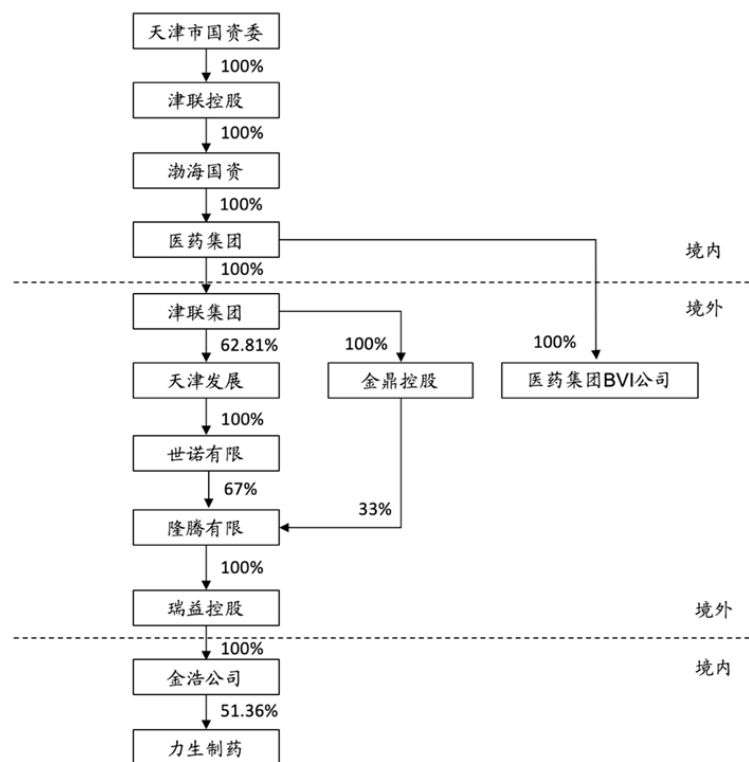 天津市国资委
100%
津联控股
100%
渤海国资
100%
医药集团
境内
100%
津联集团
境外
62.81%
100%
100%
天津发展
金鼎控股
医药集团BVI公司
100%
世诺有限
67%
33%
隆腾有限
100%
瑞益控股
境外
100%
境内
金浩公司
51.36%
力生制药